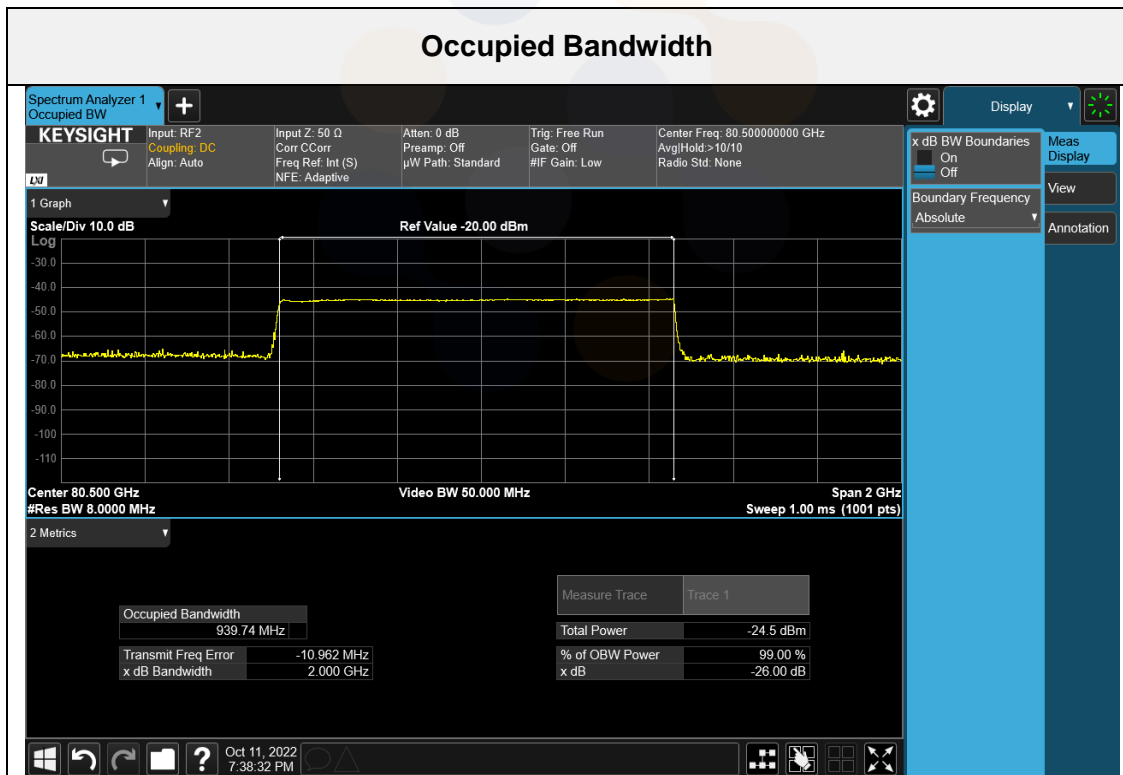 Occupied Bandwidth
Spectrum Analyzer 1
Occupied BW
Display
KEYSIGHT
LXI
Input: RF2
Coupling: DC
Align: Auto
Input Z: 50 Ω
Corr CCorr
Freq Ref: Int (S)
NFE: Adaptive
Atten: 0 dB
Preamp: Off
µW Path: Standard
Trig: Free Run
Gate: Off
#IF Gain: Low
Center Freq: 80.500000000 GHz
Avg|Hold:>10/10
Radio Std: None
x dB BW Boundaries
On
Off
Boundary Frequency
Absolute
Meas
Display
View
Annotation
1 Graph
Scale/Div 10.0 dB
Ref Value -20.00 dBm
Log
-30.0
-40.0
-50.0
-60.0
-70.0
-80.0
-90.0
-100
-110
Center 80.500 GHz
Video BW 50.000 MHz
Span 2 GHz
#Res BW 8.0000 MHz
Sweep 1.00 ms (1001 pts)
2 Metrics
Measure Trace Trace 1
Occupied Bandwidth
939.74 MHz
Total Power -24.5 dBm
Transmit Freq Error -10.962 MHz
% of OBW Power 99.00 %
x dB Bandwidth 2.000 GHz
x dB -26.00 dB
?
Oct 11, 2022
7:38:32 PM